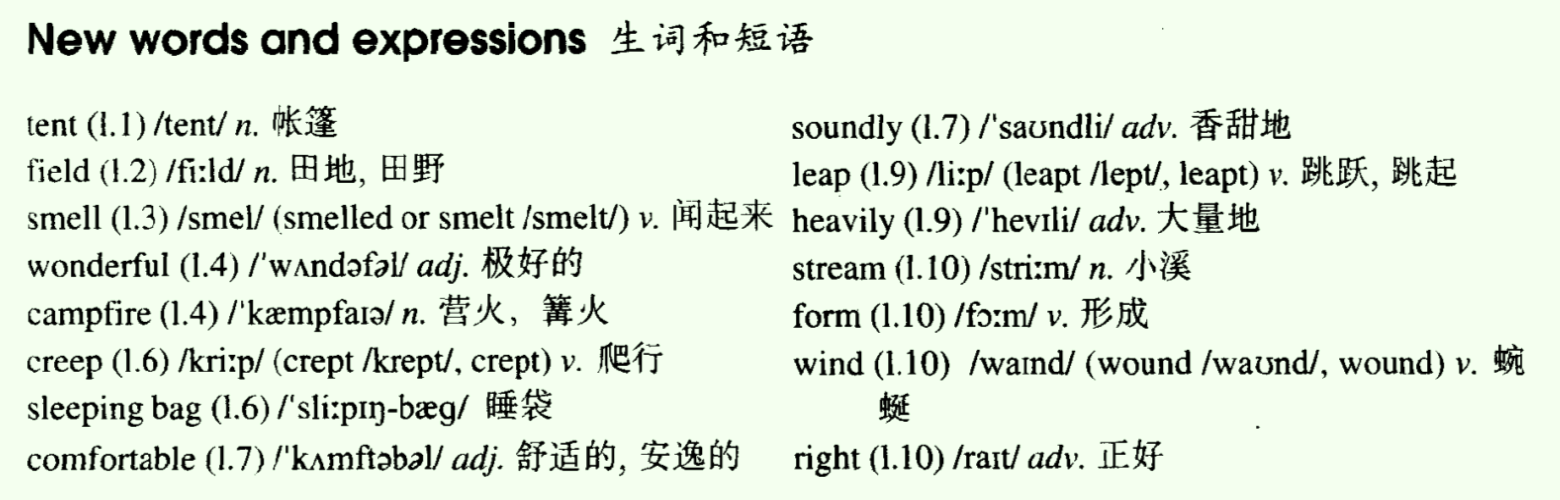 New words and expressions 生词和短语
tent (l.1) /tent/ n. 帐篷
field (l.2) /fiːld/ n. 田地, 田野
smell (l.3) /smel/ (smelled or smelt /smelt/) v. 闻起来
wonderful (l.4) /ˈwʌndəfəl/ adj. 极好的
campfire (l.4) /ˈkæmpfaɪə/ n. 营火, 篝火
creep (l.6) /kriːp/ (crept /krept/, crept) v. 爬行
sleeping bag (l.6) /ˈsliːpɪŋ-bæg/ 睡袋
comfortable (l.7) /ˈkʌmftəbəl/ adj. 舒适的, 安逸的
soundly (l.7) /ˈsaʊndli/ adv. 香甜地
leap (l.9) /liːp/ (leapt /lept/, leapt) v. 跳跃, 跳起
heavily (l.9) /ˈhevɪli/ adv. 大量地
stream (l.10) /striːm/ n. 小溪
form (l.10) /fɔːm/ v. 形成
wind (l.10) /waɪnd/ (wound /waʊnd/, wound) v. 蜿
蜒
right (l.10) /raɪt/ adv. 正好